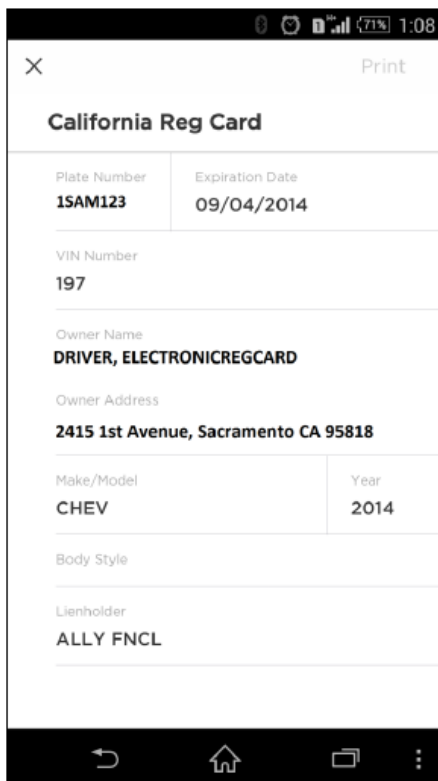 71% 1:08
Print
California Reg Card
Plate Number Expiration Date
1SAM123 09/04/2014
VIN Number
197
Owner Name
DRIVER, ELECTRONICREGCARD
Owner Address
2415 1st Avenue, Sacramento CA 95818
Make/Model Year
CHEV 2014
Body Style
Lienholder
ALLY FNCL